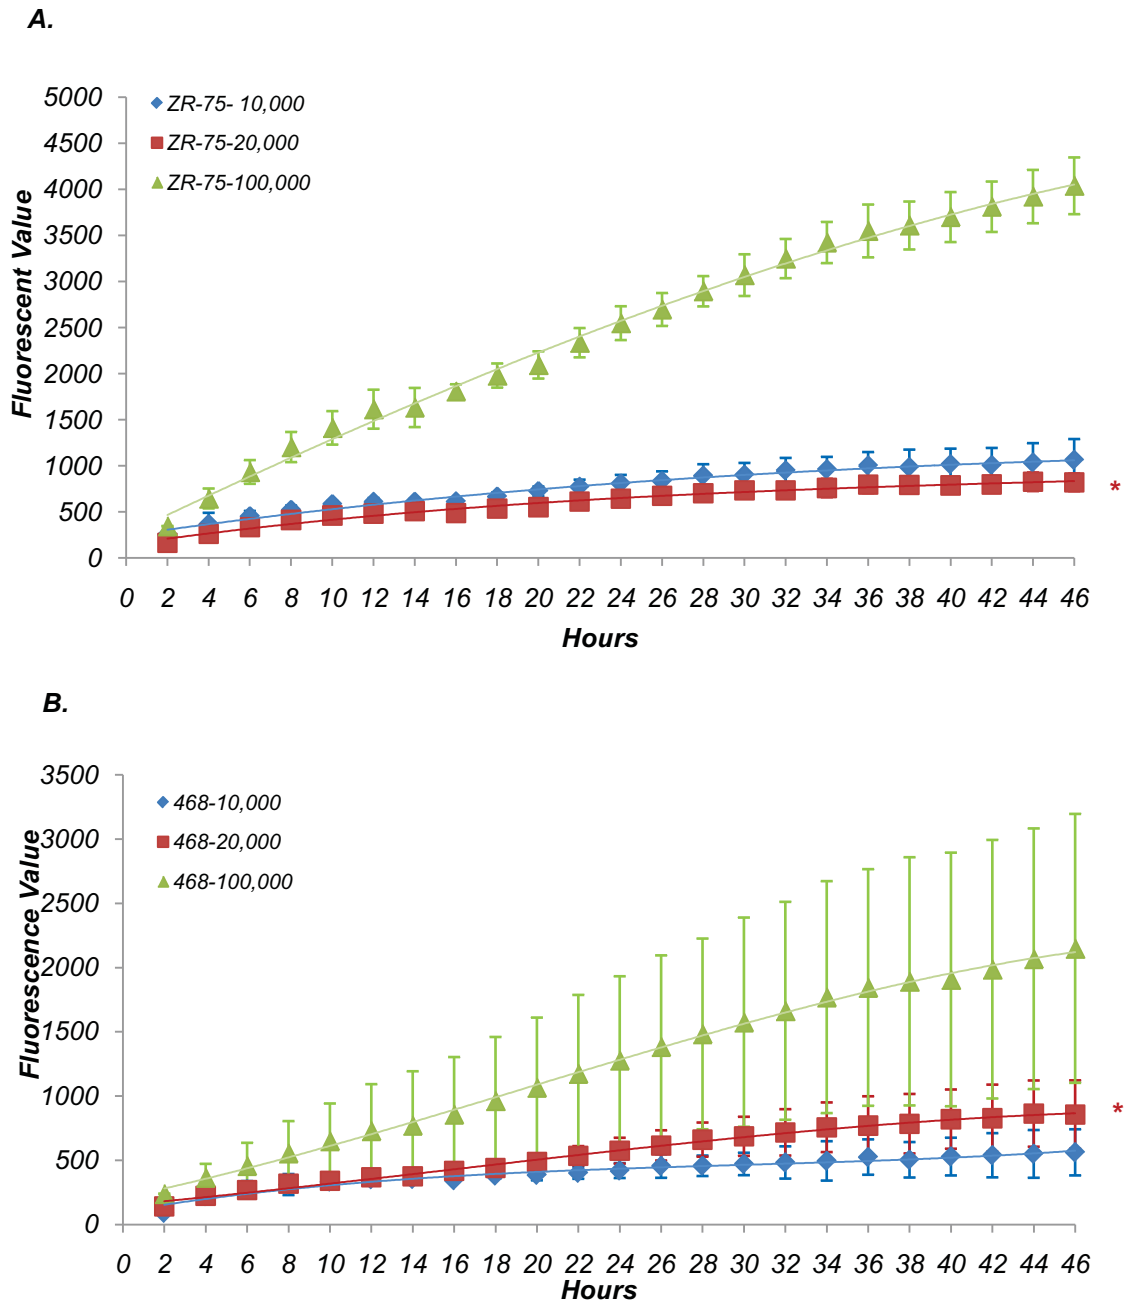 A.
5000
4500
4000
3500
3000
2500
2000
1500
1000
500
0
Fluorescent Value
ZR-75- 10,000
ZR-75-20,000
ZR-75-100,000
*
0 2 4 6 8 10 12 14 16 18 20 22 24 26 28 30 32 34 36 38 40 42 44 46
Hours
B.
3500
3000
2500
2000
1500
1000
500
0
Fluorescence Value
468-10,000
468-20,000
468-100,000
*
0 2 4 6 8 10 12 14 16 18 20 22 24 26 28 30 32 34 36 38 40 42 44 46
Hours